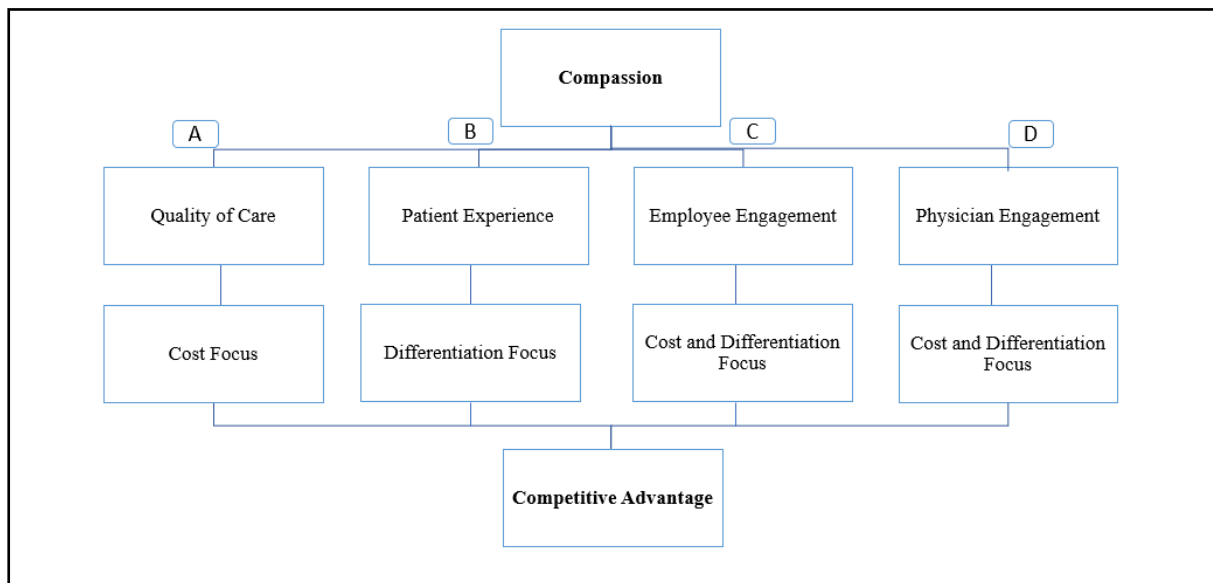 Compassion
A
B
C
D
Quality of Care
Patient Experience
Employee Engagement
Physician Engagement
Cost Focus
Differentiation Focus
Cost and Differentiation
Focus
Cost and Differentiation
Focus
Competitive Advantage